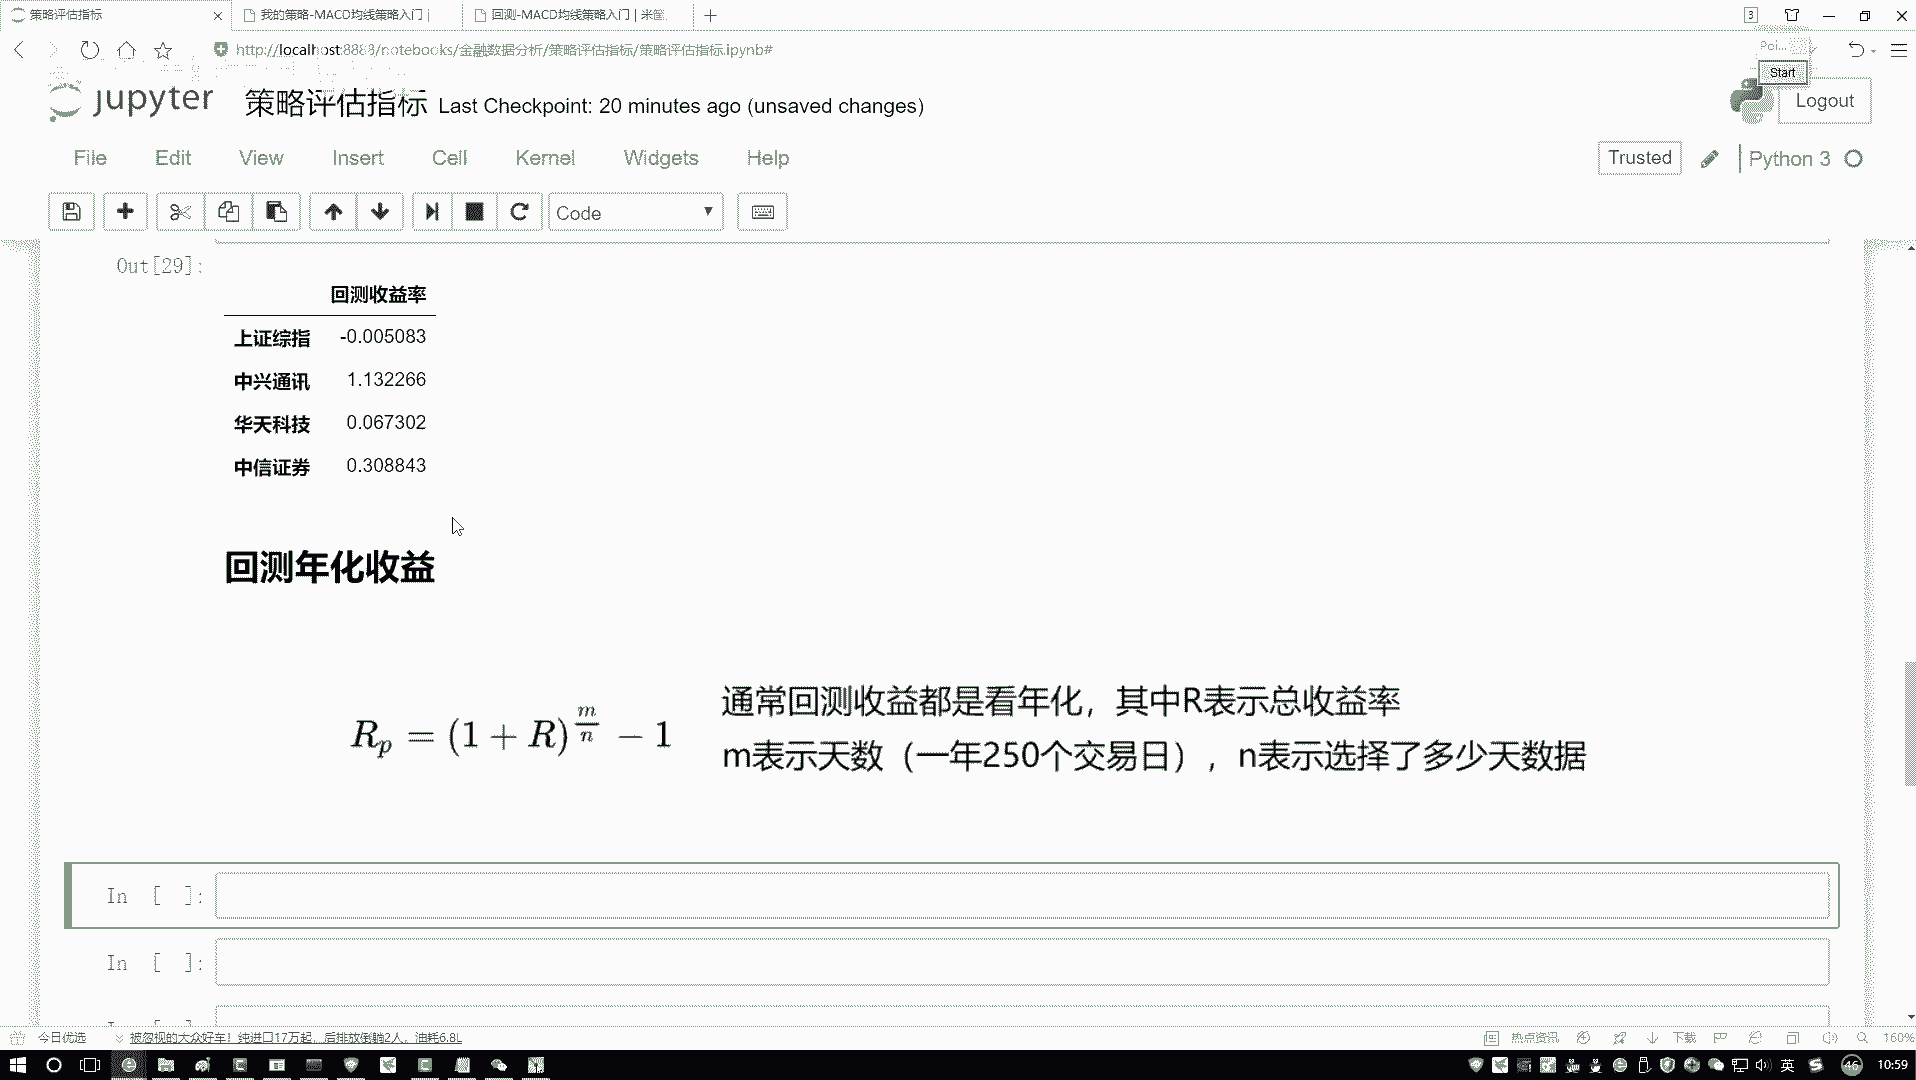 策略评估指标
我的策略-MACD均线策略入门 |
回测-MACD均线策略入门 | 米筐
3
http://localhost:8888/notebooks/金融数据分析/策略评估指标/策略评估指标.ipynb#
Poi...
Start
jupyter 策略评估指标 Last Checkpoint: 20 minutes ago (unsaved changes)
Logout
File Edit View Insert Cell Kernel Widgets Help
Trusted
Python 3
Code
Out[29]:
回测收益率
上证综指 -0.005083
中兴通讯 1.132266
华天科技 0.067302
中信证券 0.308843
回测年化收益
通常回测收益都是看年化，其中R表示总收益率
R_p = (1 + R)^{m/n} − 1
m表示天数（一年250个交易日），n表示选择了多少天数据
In [ ]:
In [ ]:
今日优选
被忽视的大众好车！纯进口17万起，后排放倒躺2人，油耗6.8L
热点资讯
下载
160%
英
46
10:59